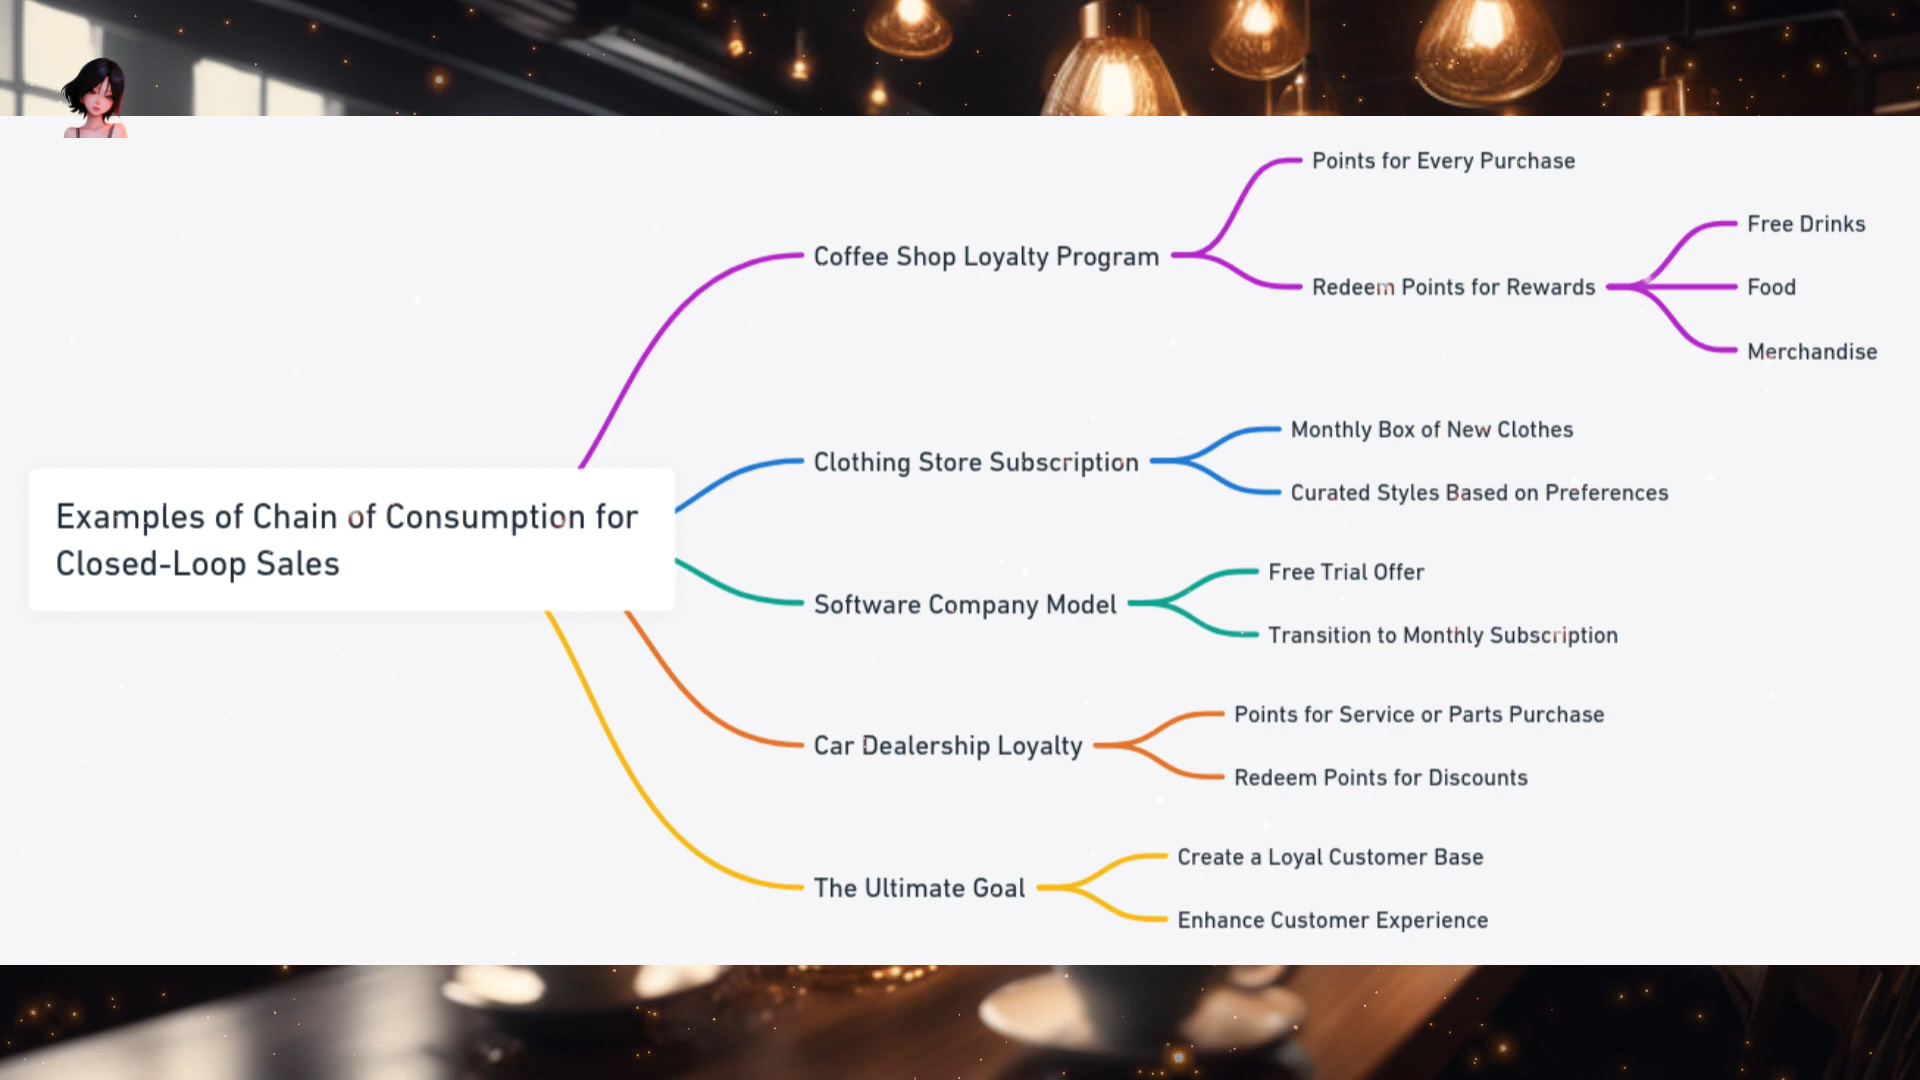 Examples of Chain of Consumption for
Closed-Loop Sales
Coffee Shop Loyalty Program
Points for Every Purchase
Redeem Points for Rewards
Free Drinks
Food
Merchandise
Clothing Store Subscription
Monthly Box of New Clothes
Curated Styles Based on Preferences
Software Company Model
Free Trial Offer
Transition to Monthly Subscription
Car Dealership Loyalty
Points for Service or Parts Purchase
Redeem Points for Discounts
The Ultimate Goal
Create a Loyal Customer Base
Enhance Customer Experience